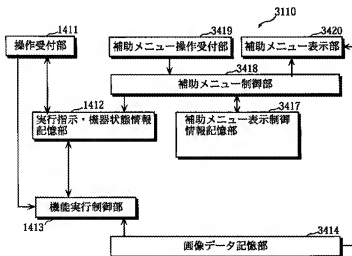 3110
1411
操作受付部
3419
補助メニュー操作受付部
3420
補助メニュー表示部
3418
補助メニュー制御部
1412
実行指示・機器状態情報
記憶部
3417
補助メニュー表示制御
情報記憶部
機能実行制御部
1413
3414
画像データ記憶部